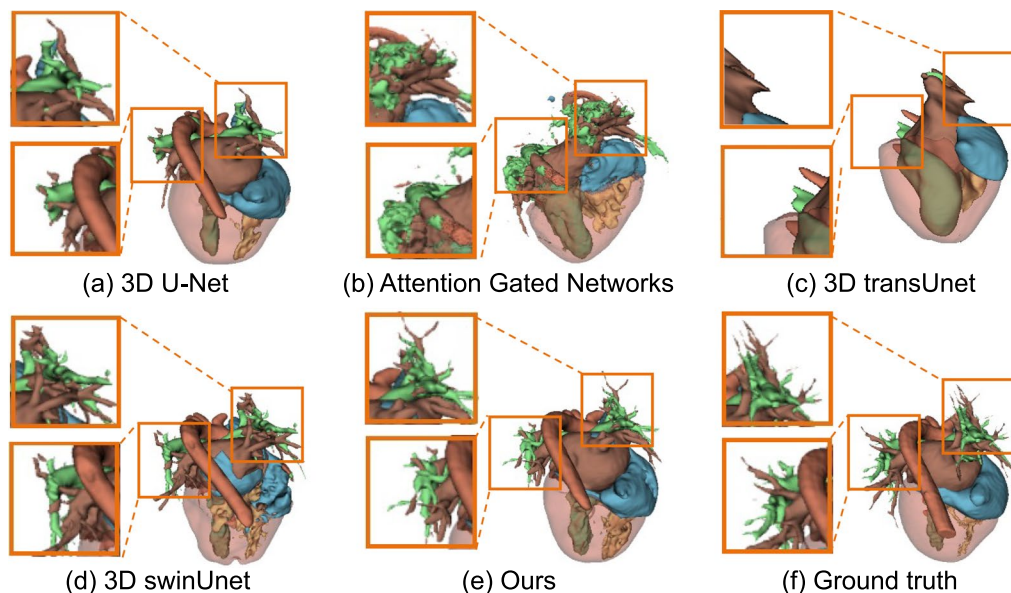 (a) 3D U-Net
(b) Attention Gated Networks
(c) 3D transUnet
(d) 3D swinUnet
(e) Ours
(f) Ground truth